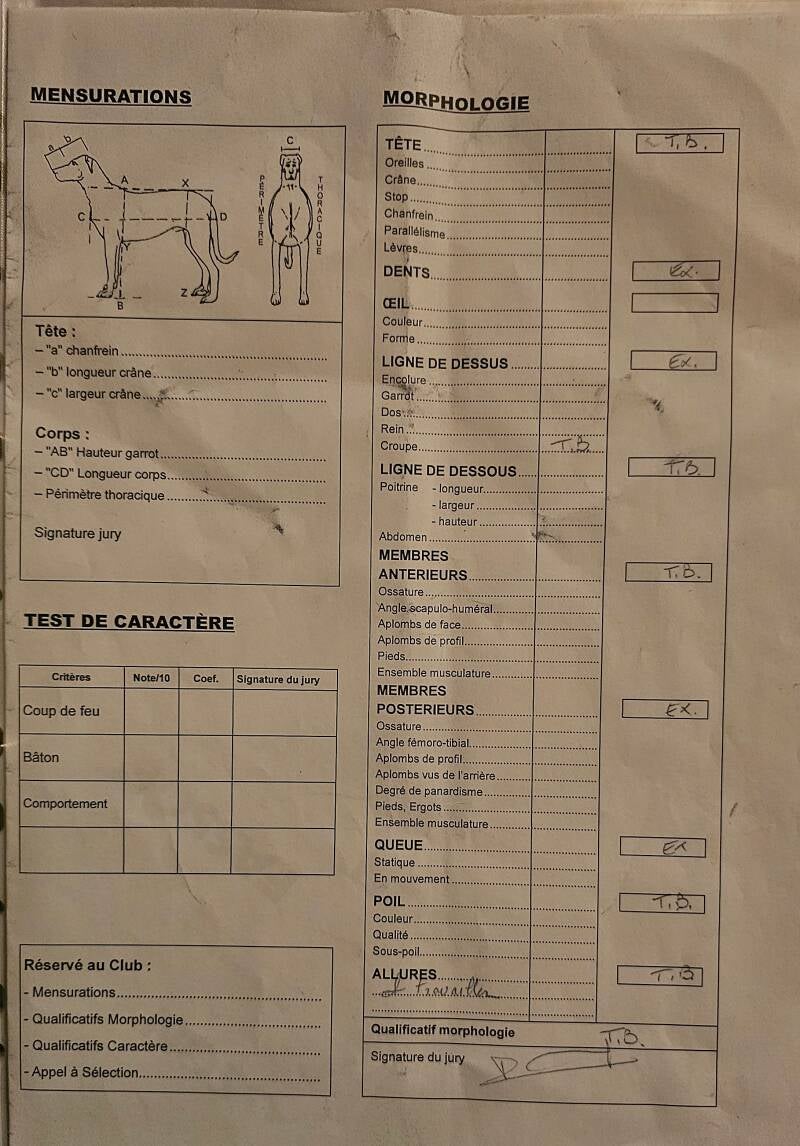 MENSURATIONS
a b
A X
C D
Y
Z
B
C
PÉRIMÈTRE
THORACIQUE
Tête :
– "a" chanfrein
– "b" longueur crâne
– "c" largeur crâne
Corps :
– "AB" Hauteur garrot
– "CD" Longueur corps
– Périmètre thoracique
Signature jury
TEST DE CARACTÈRE
Critères Note/10 Coef. Signature du jury
Coup de feu
Bâton
Comportement
Réservé au Club :
- Mensurations
- Qualificatifs Morphologie
- Qualificatifs Caractère
- Appel à Sélection
MORPHOLOGIE
TÊTE T.B.
Oreilles
Crâne
Stop
Chanfrein
Parallélisme
Lèvres
DENTS Ex.
ŒIL
Couleur
Forme
LIGNE DE DESSUS Ex.
Encolure
Garrot
Dos
Rein
Croupe T.B.
LIGNE DE DESSOUS T.B.
Poitrine - longueur
- largeur
- hauteur
Abdomen
MEMBRES
ANTERIEURS T.B.
Ossature
Angle scapulo-huméral
Aplombs de face
Aplombs de profil
Pieds
Ensemble musculature
MEMBRES
POSTERIEURS EX.
Ossature
Angle fémoro-tibial
Aplombs de profil
Aplombs vus de l'arrière
Degré de panardisme
Pieds, Ergots
Ensemble musculature
QUEUE EX
Statique
En mouvement
POIL T.B.
Couleur
Qualité
Sous-poil
ALLURES T.B
Qualificatif morphologie T.B.
Signature du jury